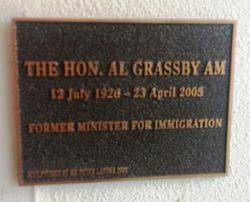 THE HON. AL GRASSBY AM
12 July 1926 – 23 April 2005
FORMER MINISTER FOR IMMIGRATION